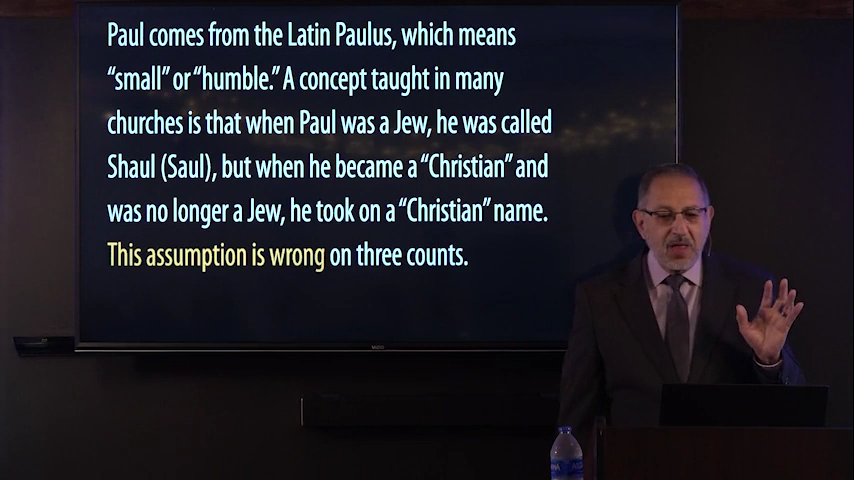 Paul comes from the Latin Paulus, which means
“small” or “humble.” A concept taught in many
churches is that when Paul was a Jew, he was called
Shaul (Saul), but when he became a “Christian” and
was no longer a Jew, he took on a “Christian” name.
This assumption is wrong on three counts.